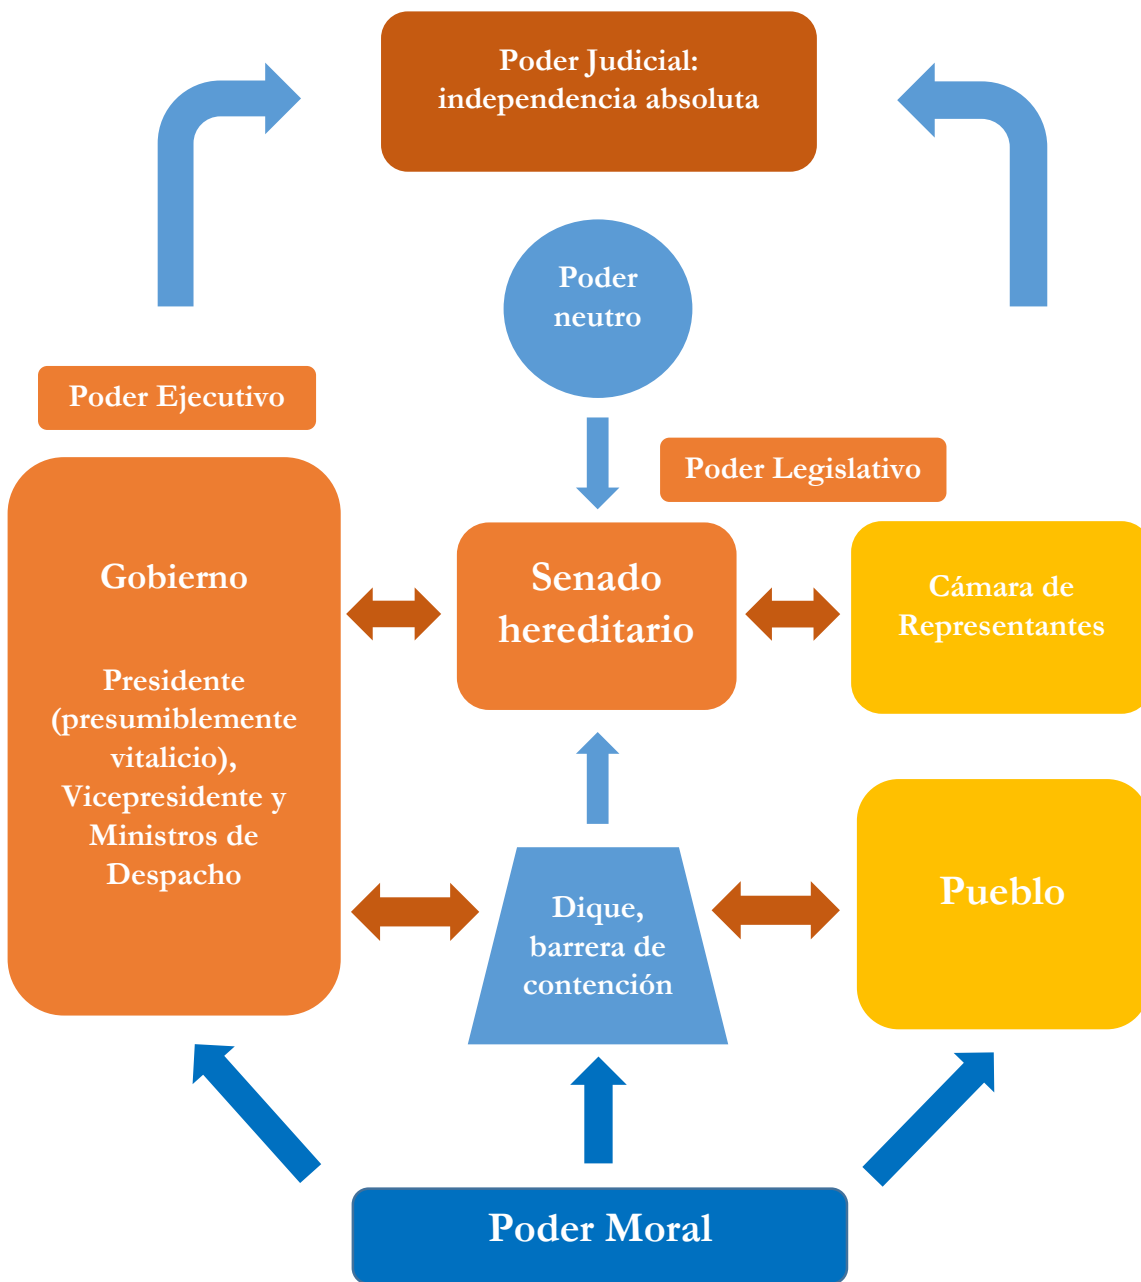 Poder Judicial:
independencia absoluta
Poder
neutro
Poder Ejecutivo
Poder Legislativo
Gobierno
Presidente
(presumiblemente
vitalicio),
Vicepresidente y
Ministros de
Despacho
Senado
hereditario
Cámara de
Representantes
Dique,
barrera de
contención
Pueblo
Poder Moral